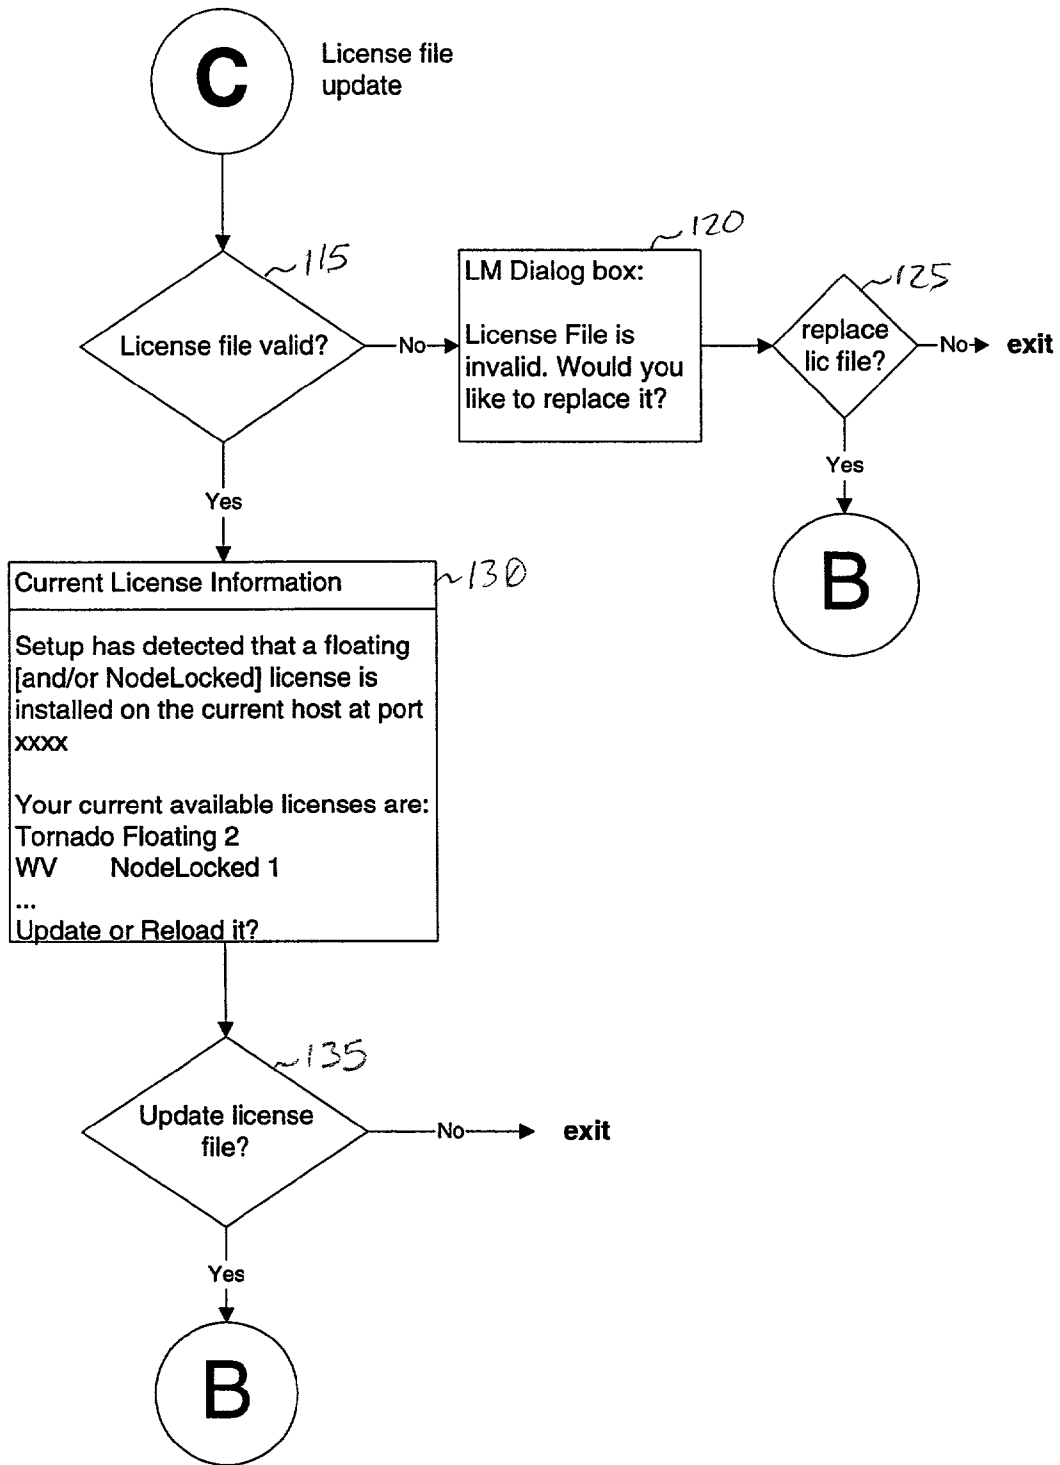 C
License file
update
115
License file valid?
No
120
LM Dialog box:
License File is
invalid. Would you
like to replace it?
125
replace
lic file?
No
exit
Yes
B
Yes
130
Current License Information
Setup has detected that a floating
[and/or NodeLocked] license is
installed on the current host at port
xxxx
Your current available licenses are:
Tornado Floating 2
WV NodeLocked 1
...
Update or Reload it?
135
Update license
file?
No
exit
Yes
B